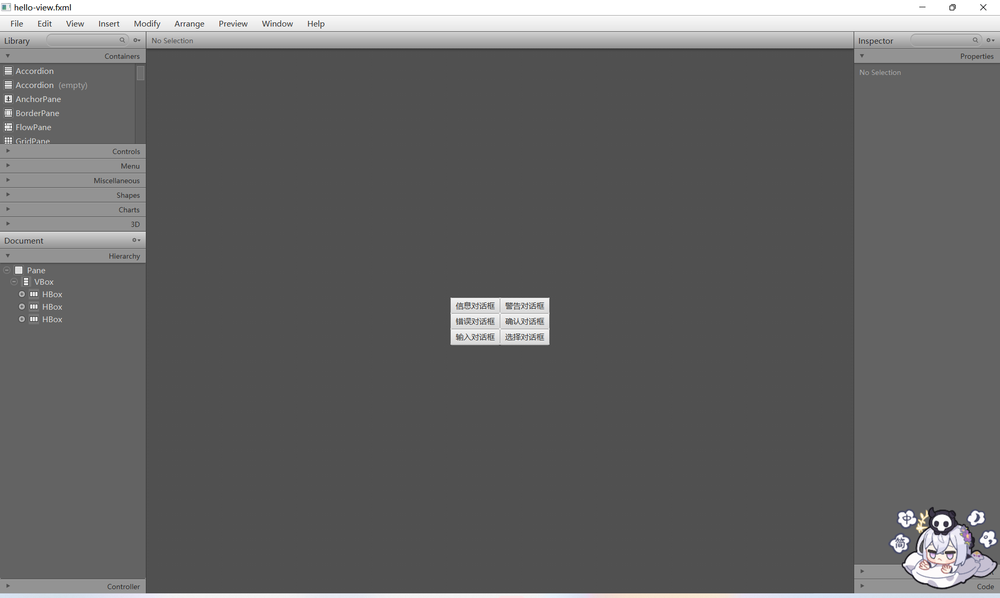 hello-view.fxml
File Edit View Insert Modify Arrange Preview Window Help
Library
No Selection
Inspector
Containers
Accordion
Accordion (empty)
AnchorPane
BorderPane
FlowPane
GridPane
Controls
Menu
Miscellaneous
Shapes
Charts
3D
Document
Hierarchy
Pane
VBox
HBox
HBox
HBox
Controller
信息对话框 警告对话框
错误对话框 确认对话框
输入对话框 选择对话框
Properties
No Selection
中
简
Code